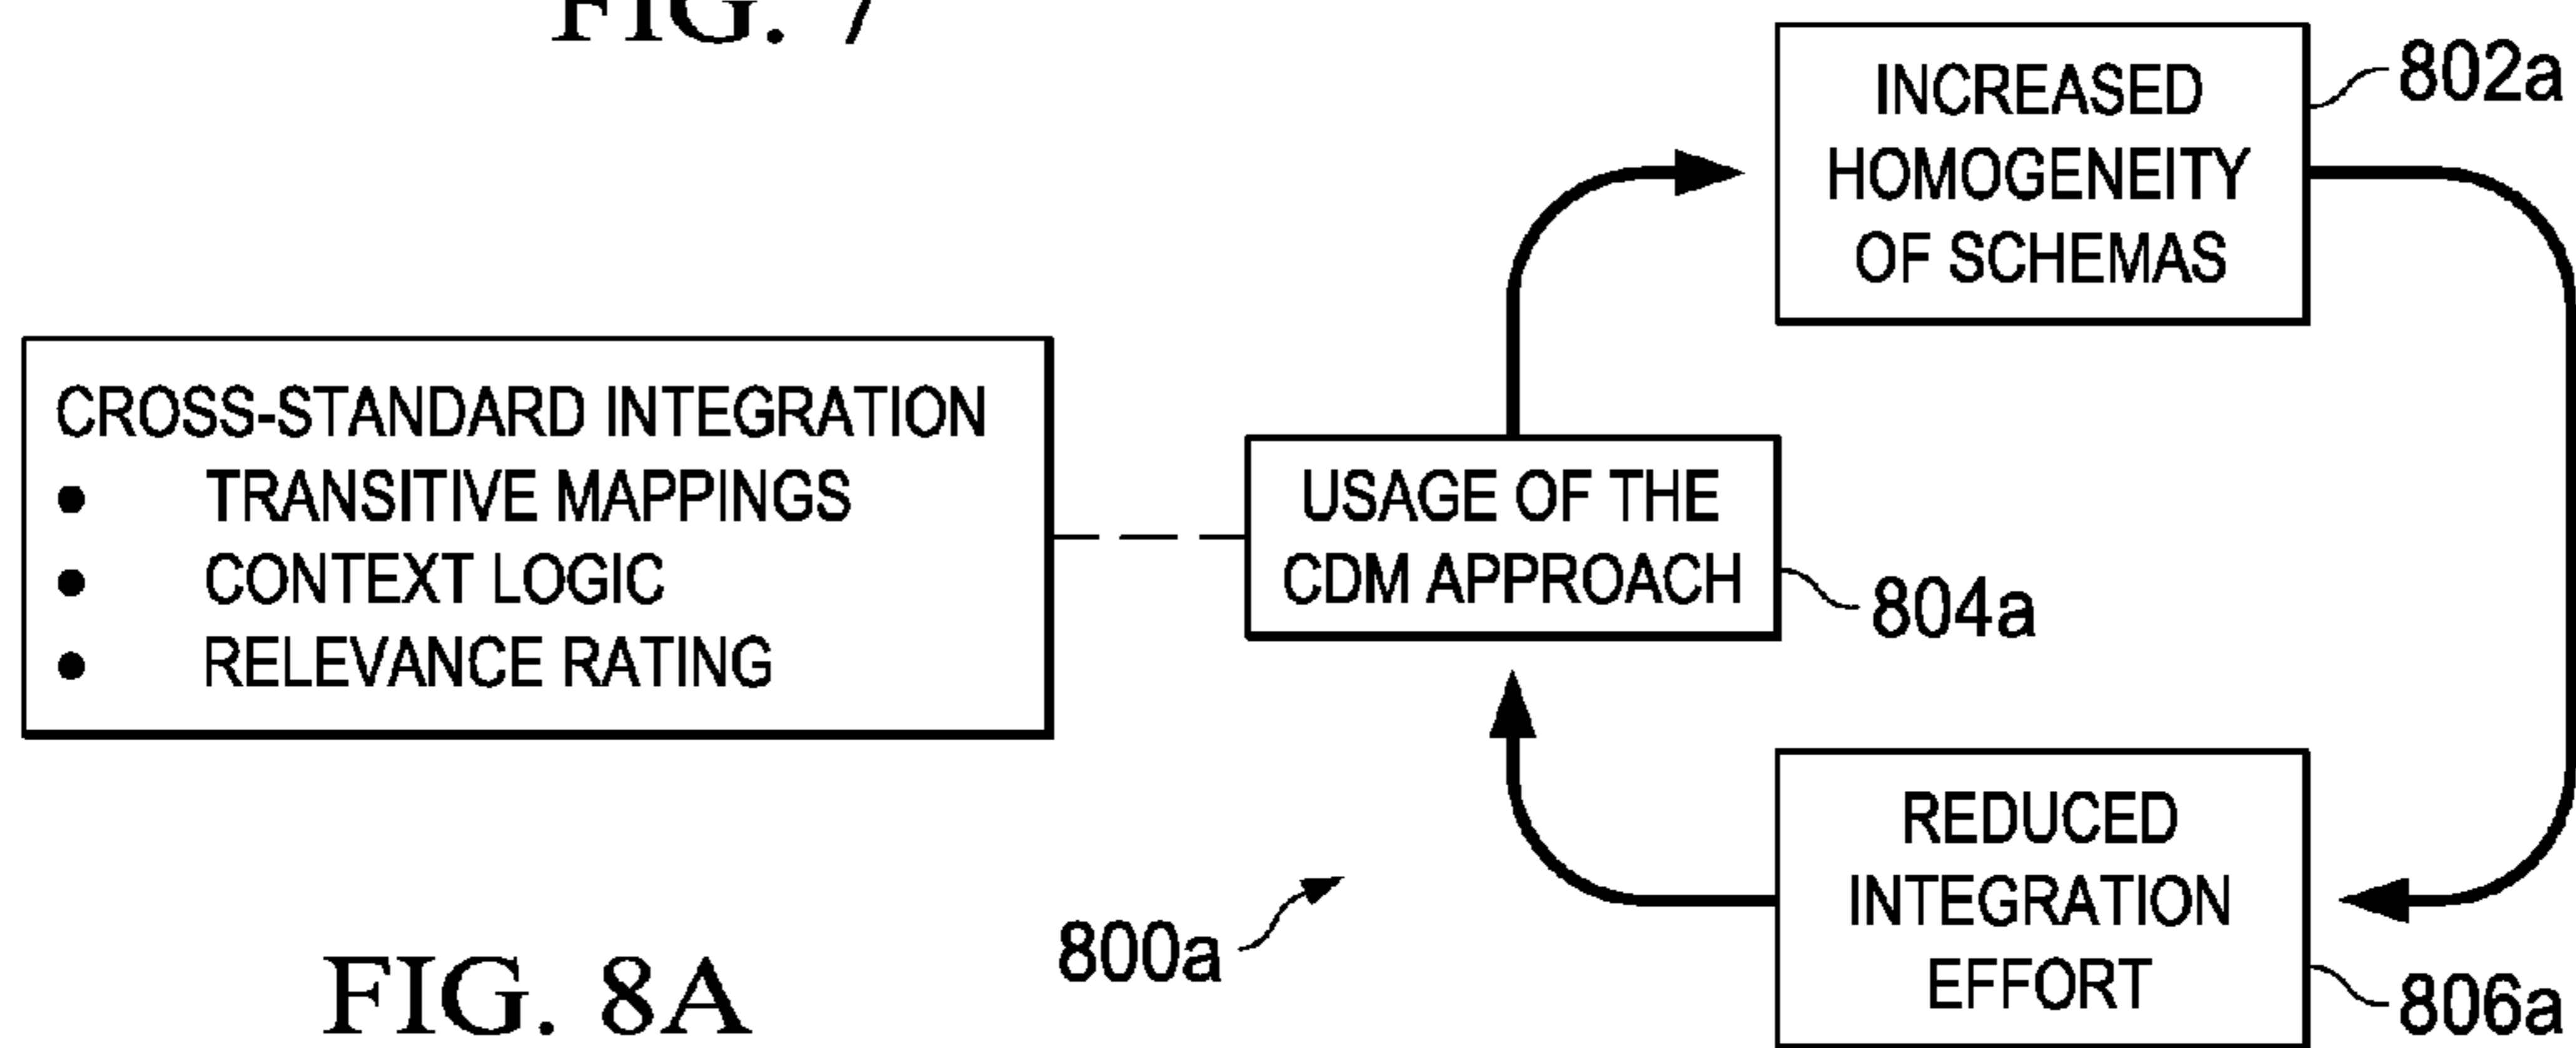 FIG. 7
INCREASED
HOMOGENEITY
OF SCHEMAS
802a
CROSS-STANDARD INTEGRATION
• TRANSITIVE MAPPINGS
• CONTEXT LOGIC
• RELEVANCE RATING
USAGE OF THE
CDM APPROACH
804a
REDUCED
INTEGRATION
EFFORT
806a
800a
FIG. 8A